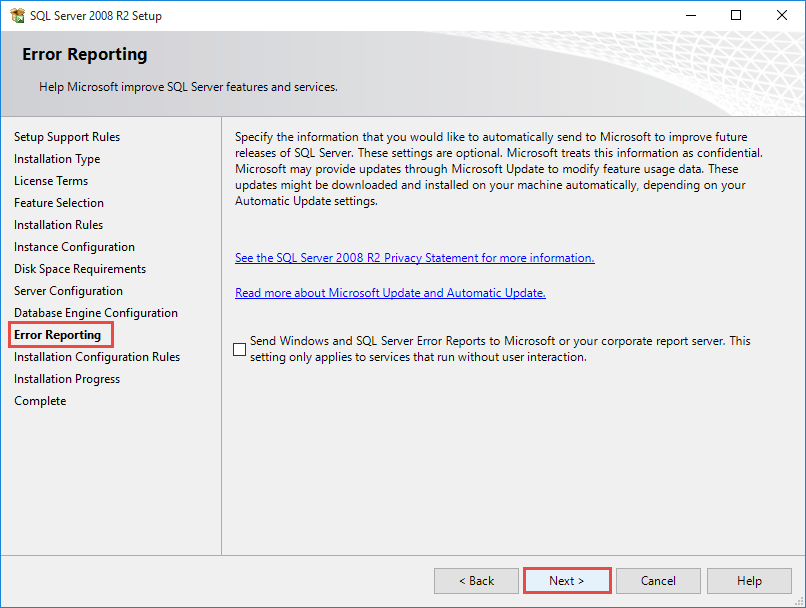 SQL Server 2008 R2 Setup
Error Reporting
Help Microsoft improve SQL Server features and services.
Setup Support Rules
Installation Type
License Terms
Feature Selection
Installation Rules
Instance Configuration
Disk Space Requirements
Server Configuration
Database Engine Configuration
Error Reporting
Installation Configuration Rules
Installation Progress
Complete
Specify the information that you would like to automatically send to Microsoft to improve future
releases of SQL Server. These settings are optional. Microsoft treats this information as confidential.
Microsoft may provide updates through Microsoft Update to modify feature usage data. These
updates might be downloaded and installed on your machine automatically, depending on your
Automatic Update settings.
See the SQL Server 2008 R2 Privacy Statement for more information.
Read more about Microsoft Update and Automatic Update.
Send Windows and SQL Server Error Reports to Microsoft or your corporate report server. This
setting only applies to services that run without user interaction.
< Back
Next >
Cancel
Help